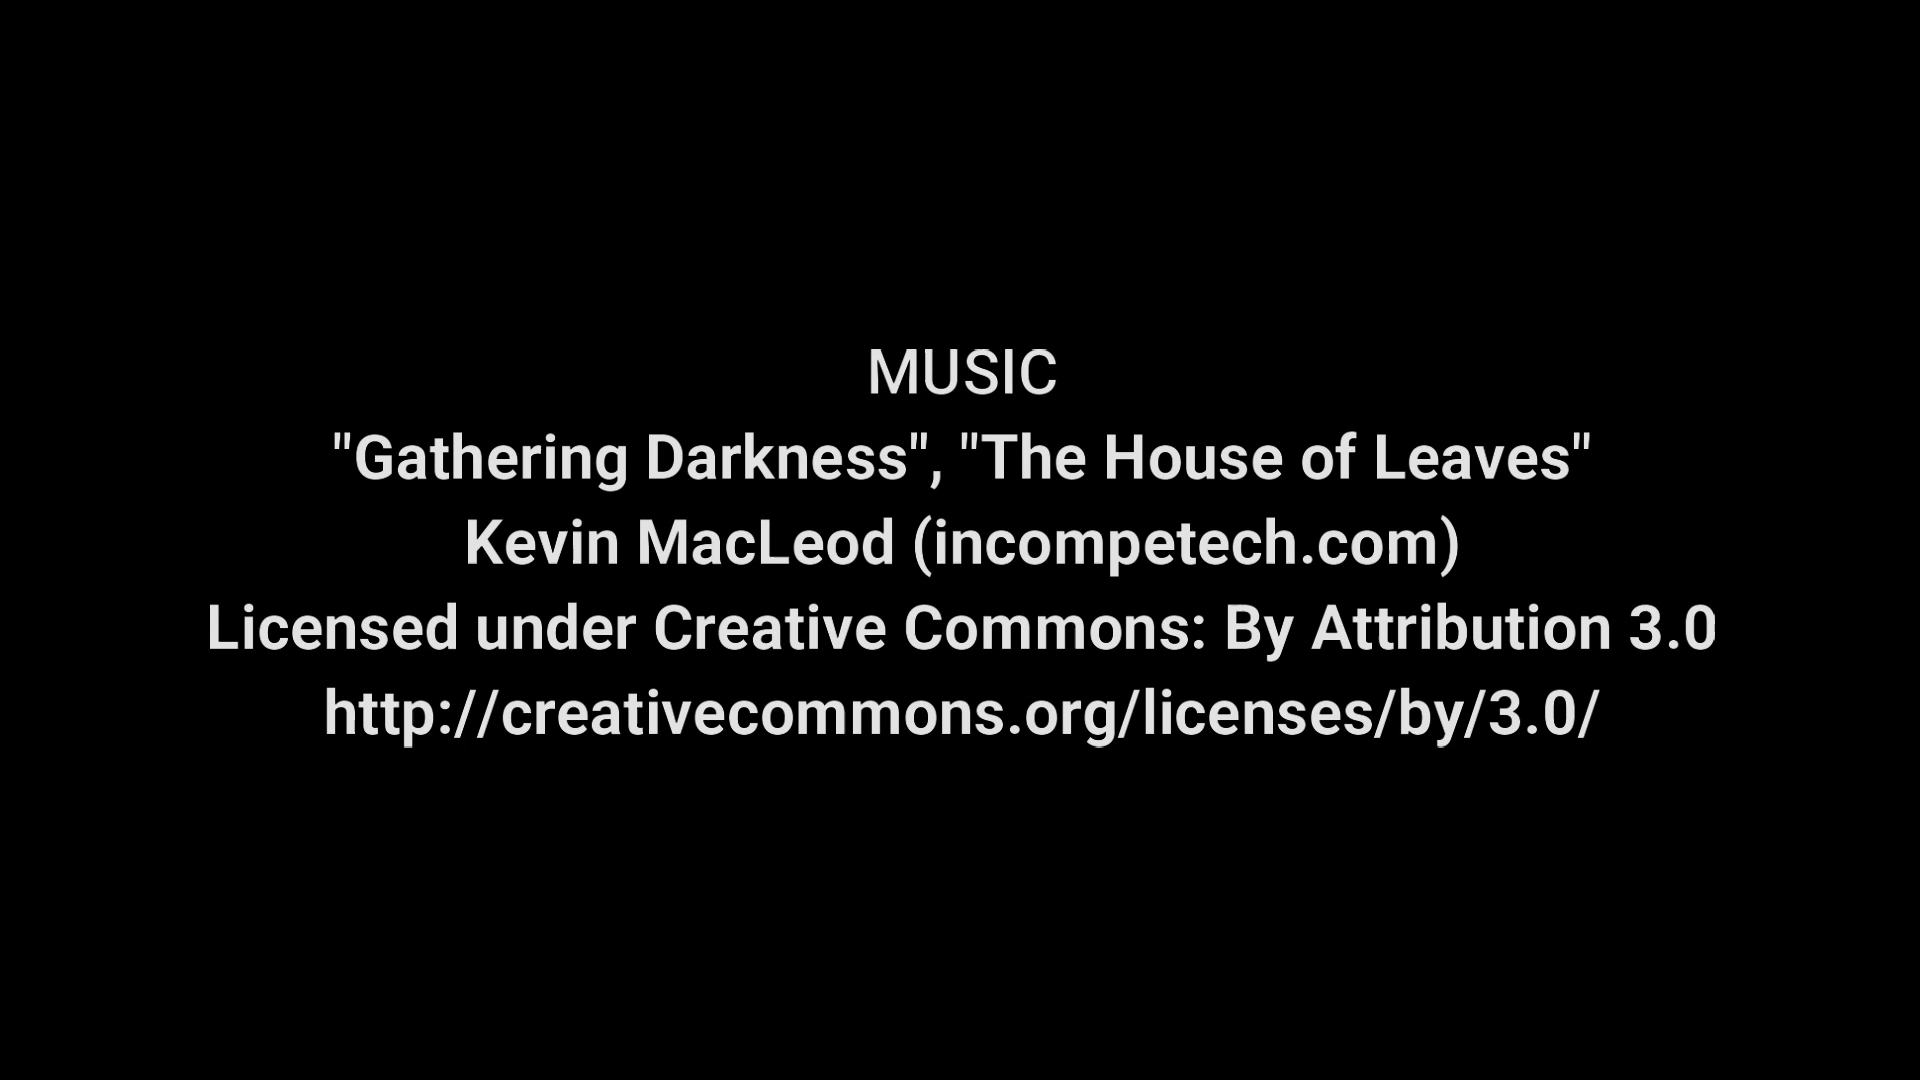 MUSIC
"Gathering Darkness", "The House of Leaves"
Kevin MacLeod (incompetech.com)
Licensed under Creative Commons: By Attribution 3.0
http://creativecommons.org/licenses/by/3.0/